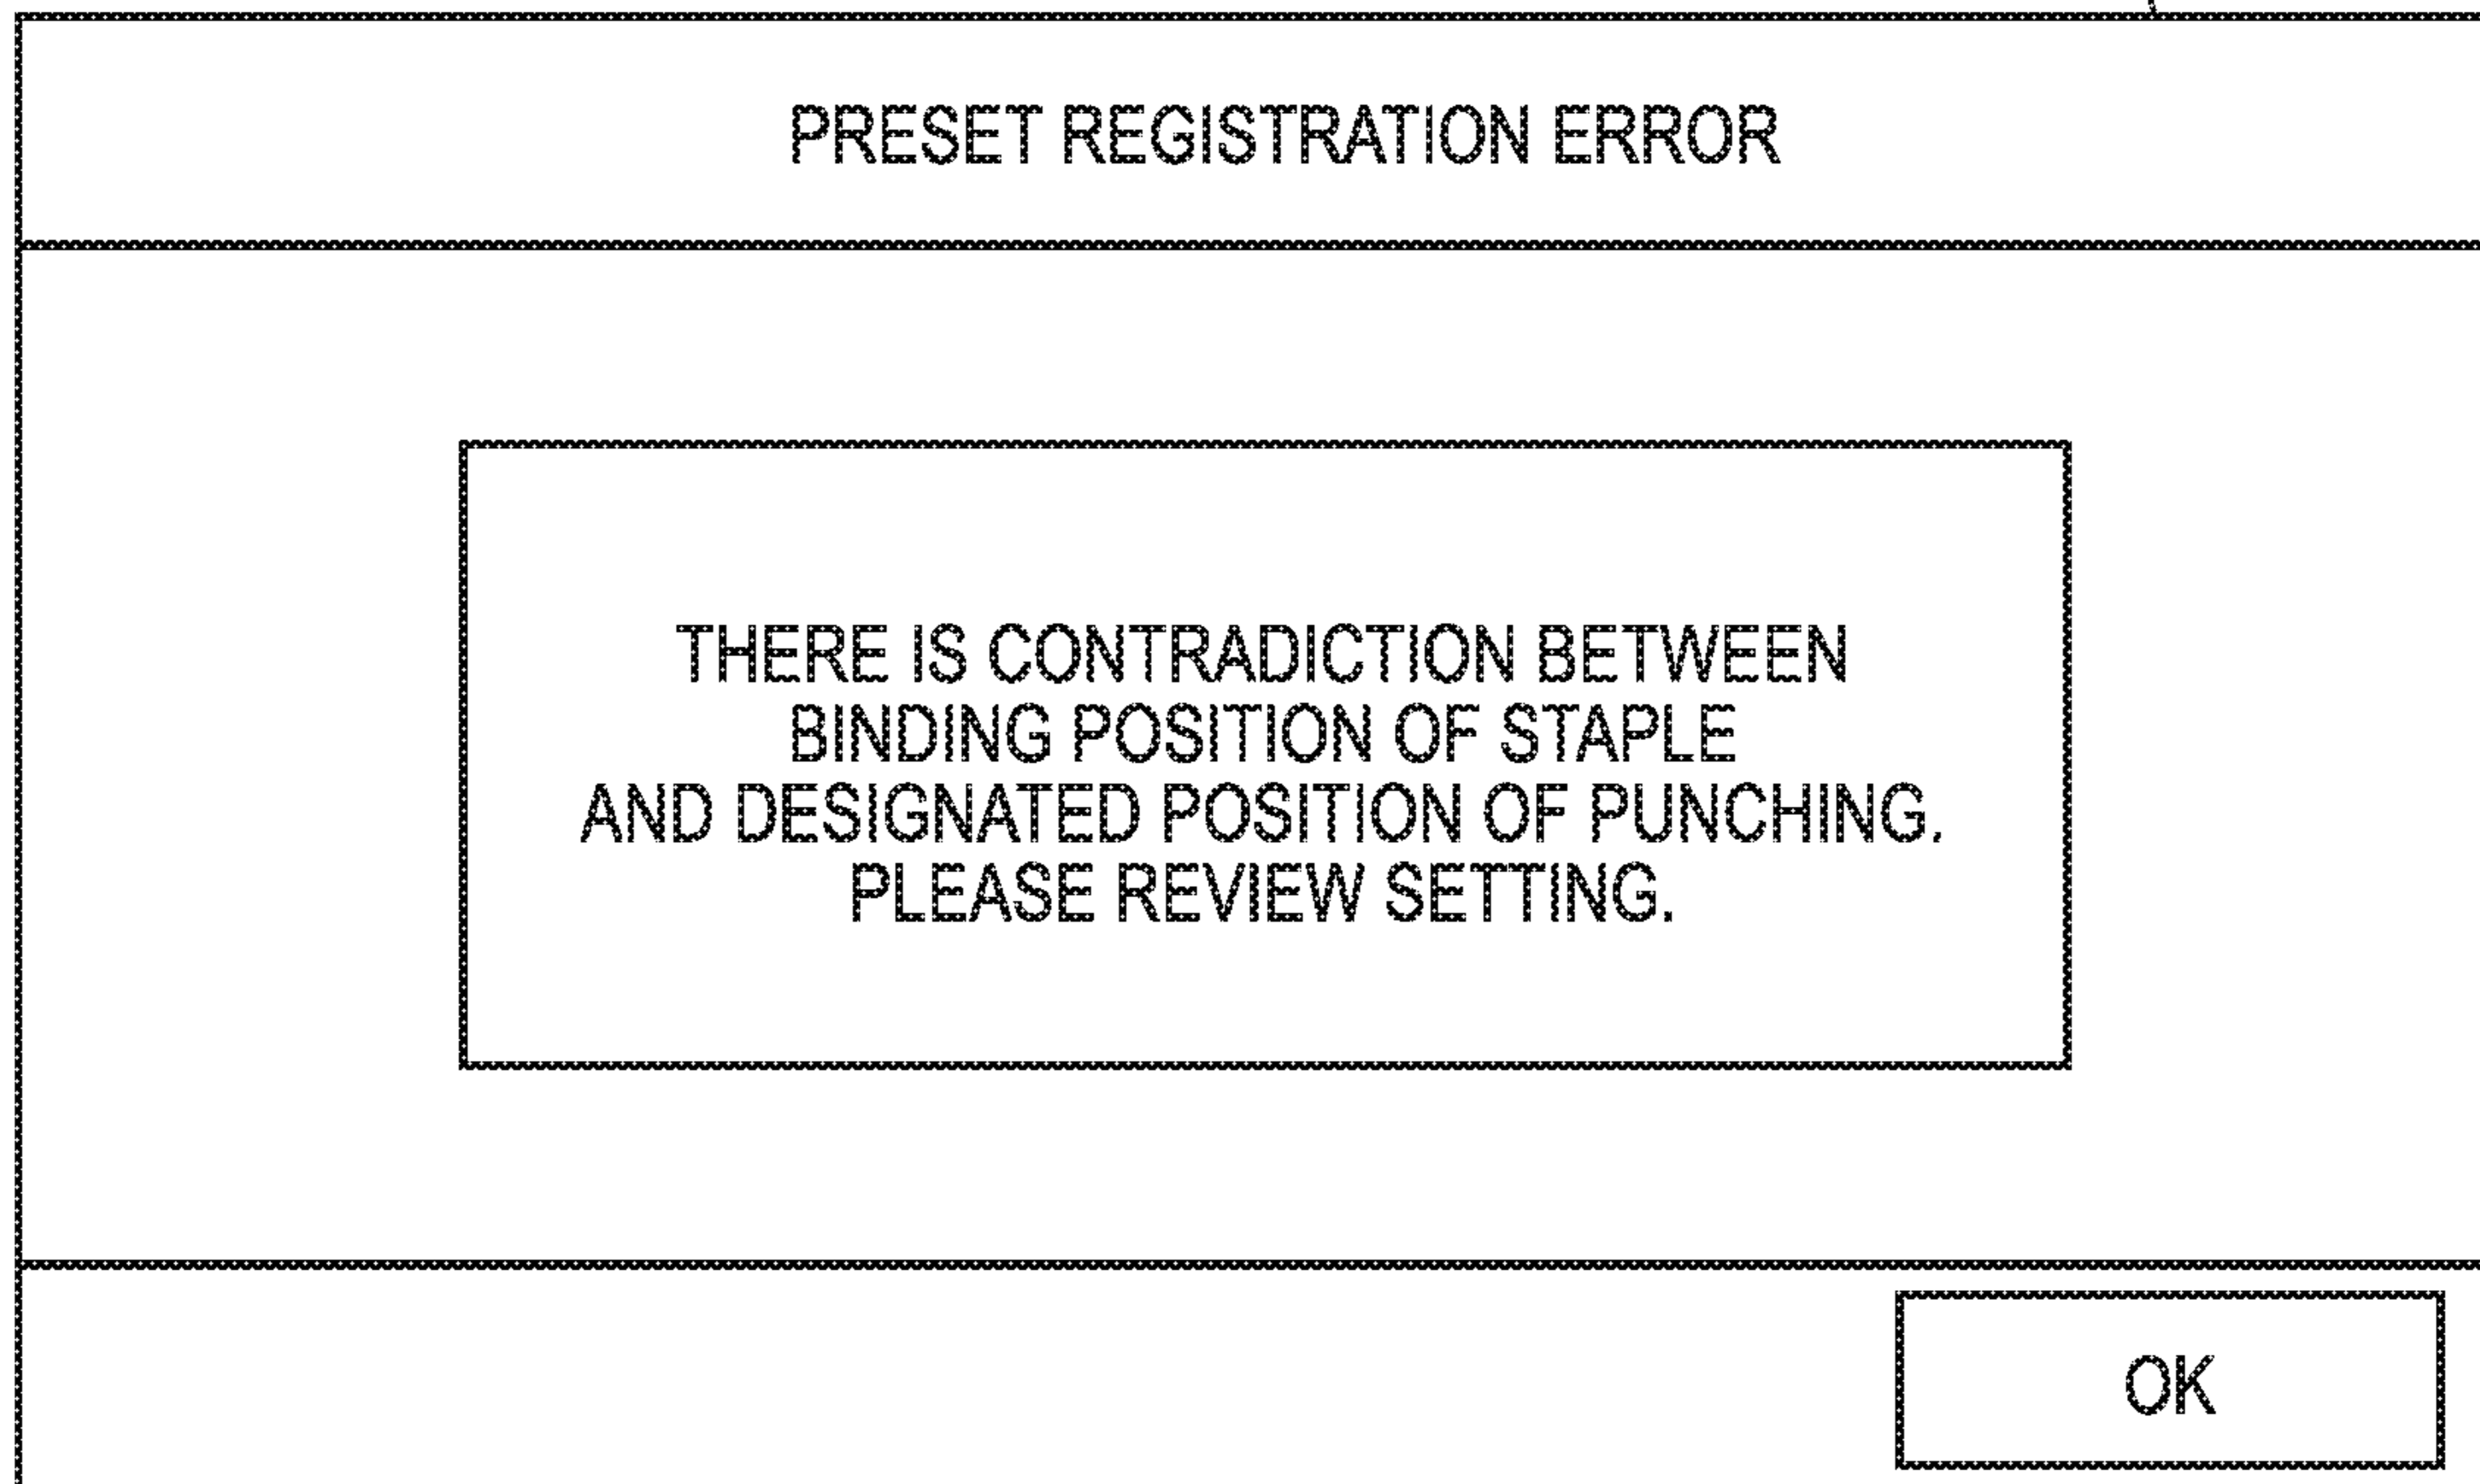 PRESET REGISTRATION ERROR
THERE IS CONTRADICTION BETWEEN
BINDING POSITION OF STAPLE
AND DESIGNATED POSITION OF PUNCHING.
PLEASE REVIEW SETTING.
OK